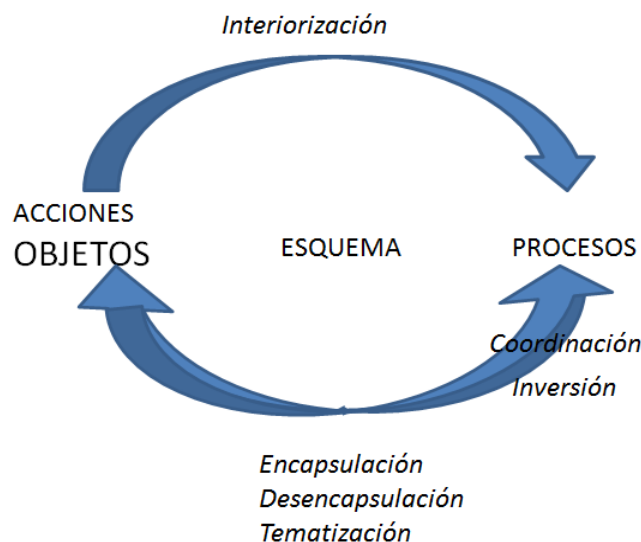 Interiorización
ACCIONES
OBJETOS
ESQUEMA
PROCESOS
Coordinación
Inversión
Encapsulación
Desencapsulación
Tematización